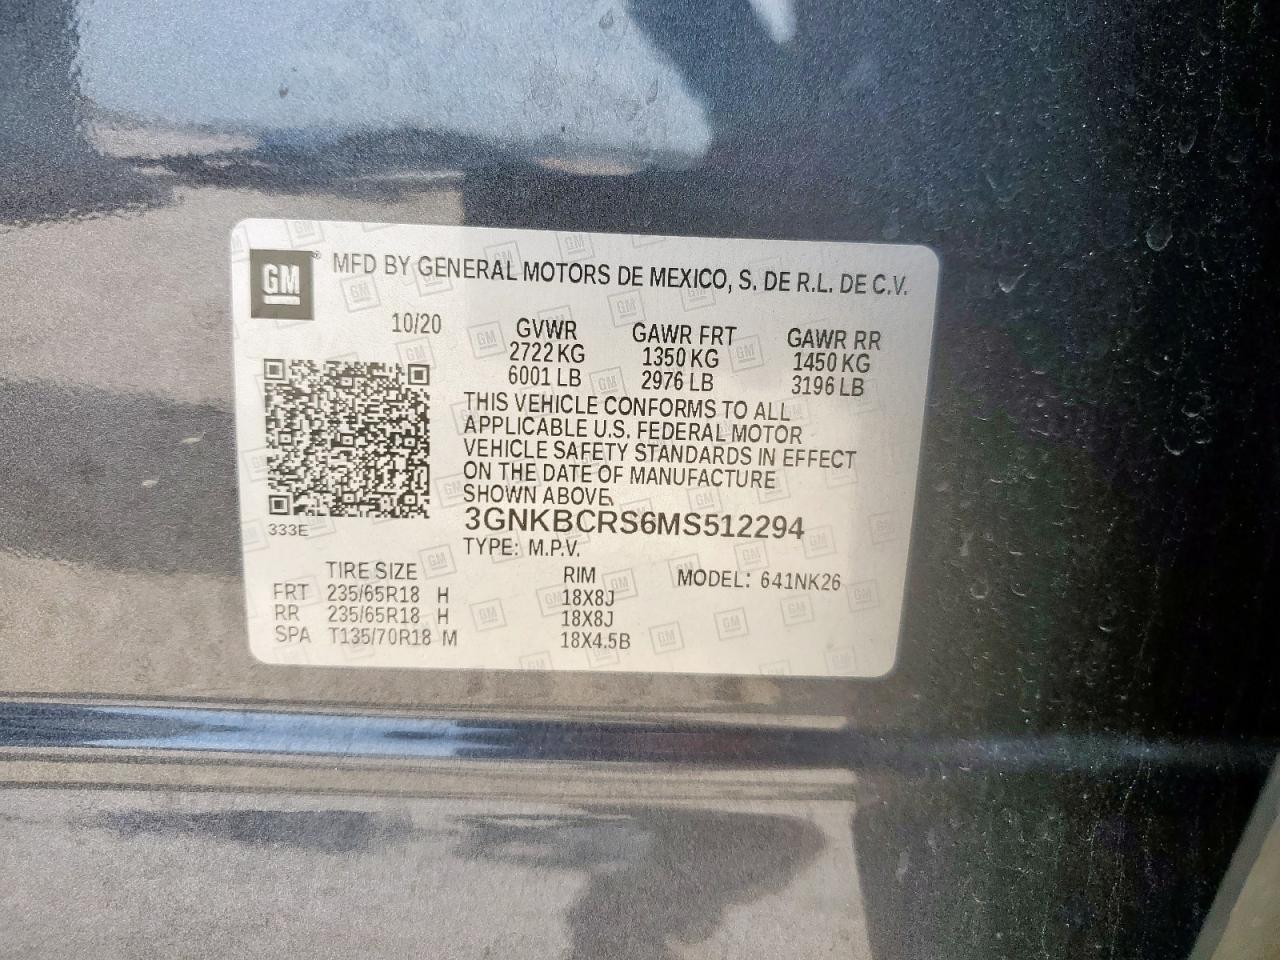 GM ® MFD BY GENERAL MOTORS DE MEXICO, S. DE R.L. DE C.V.
10/20 GVWR GAWR FRT GAWR RR
2722 KG 1350 KG 1450 KG
6001 LB 2976 LB 3196 LB
THIS VEHICLE CONFORMS TO ALL
APPLICABLE U.S. FEDERAL MOTOR
VEHICLE SAFETY STANDARDS IN EFFECT
ON THE DATE OF MANUFACTURE
SHOWN ABOVE.
333E 3GNKBCRS6MS512294
TYPE: M.P.V.
TIRE SIZE RIM MODEL: 641NK26
FRT 235/65R18 H 18X8J
RR 235/65R18 H 18X8J
SPA T135/70R18 M 18X4.5B